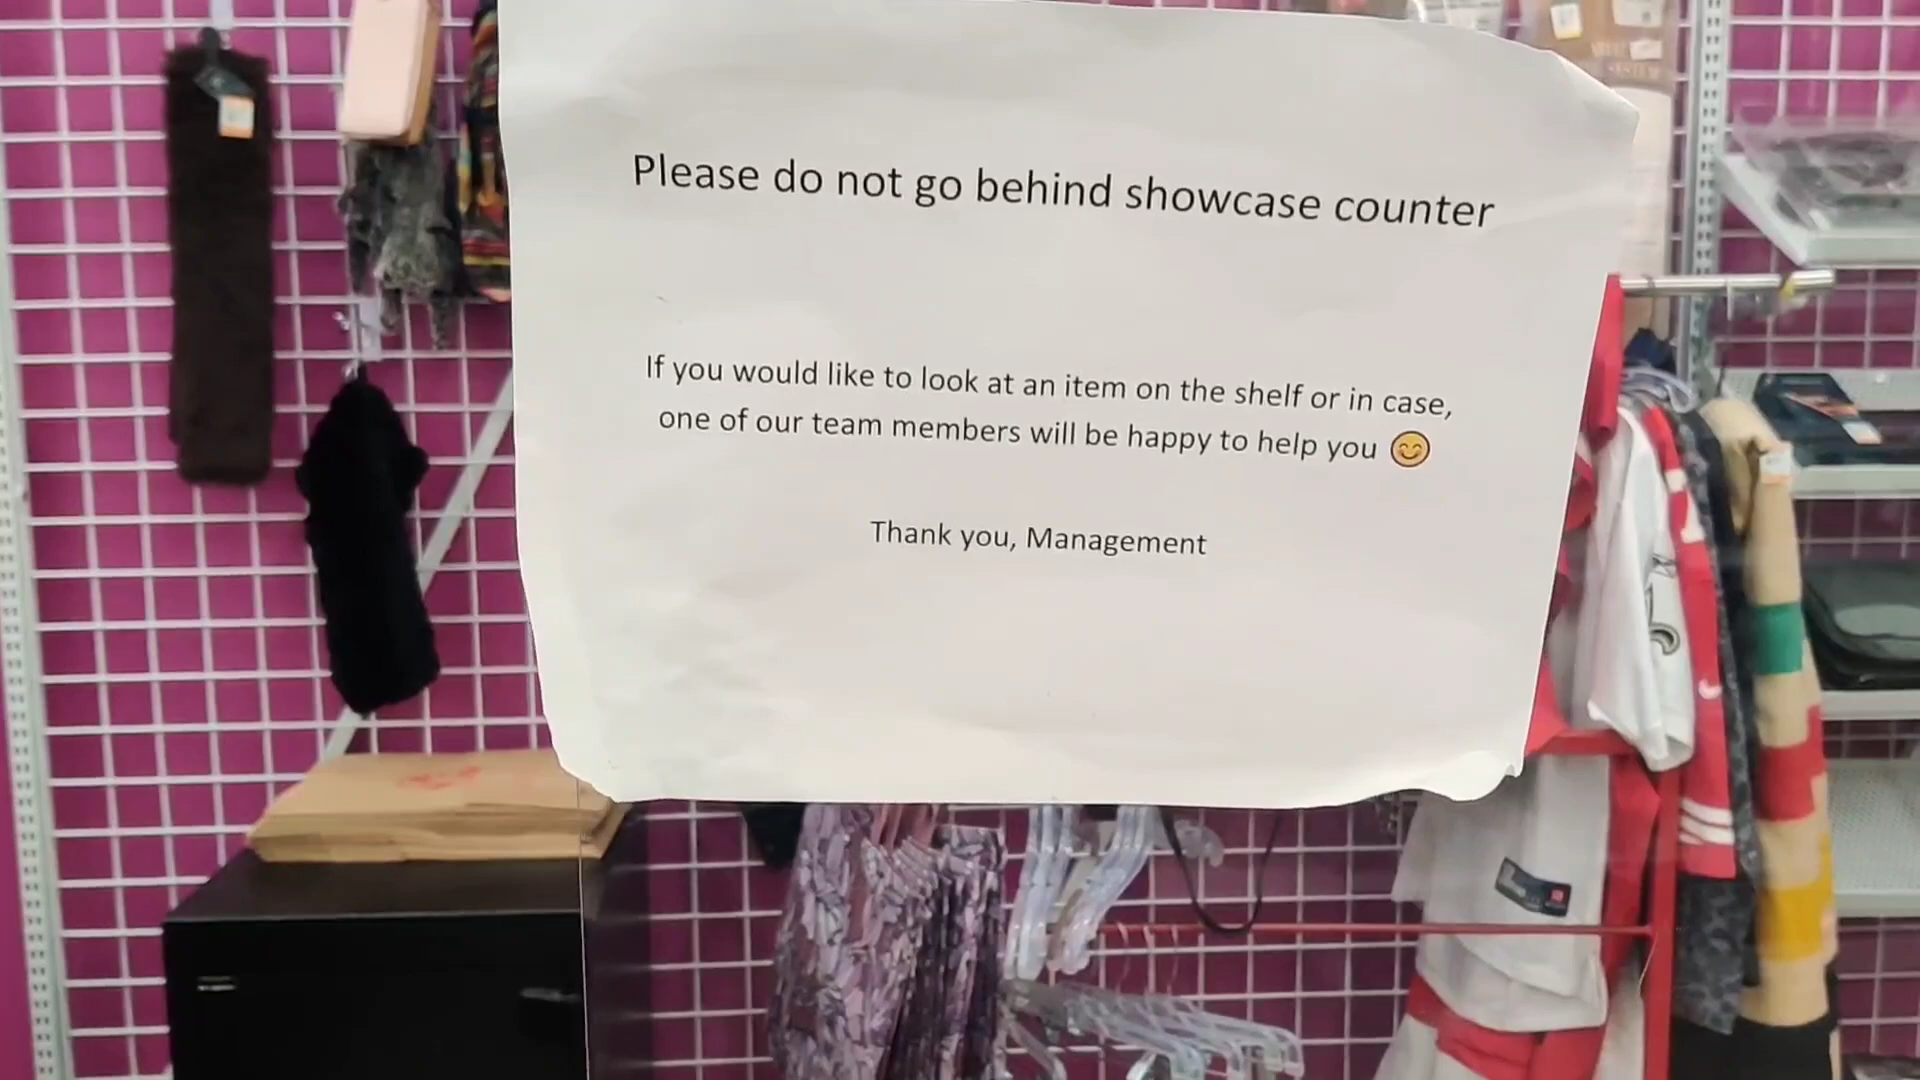 Please do not go behind showcase counter
If you would like to look at an item on the shelf or in case,
one of our team members will be happy to help you 😊
Thank you, Management